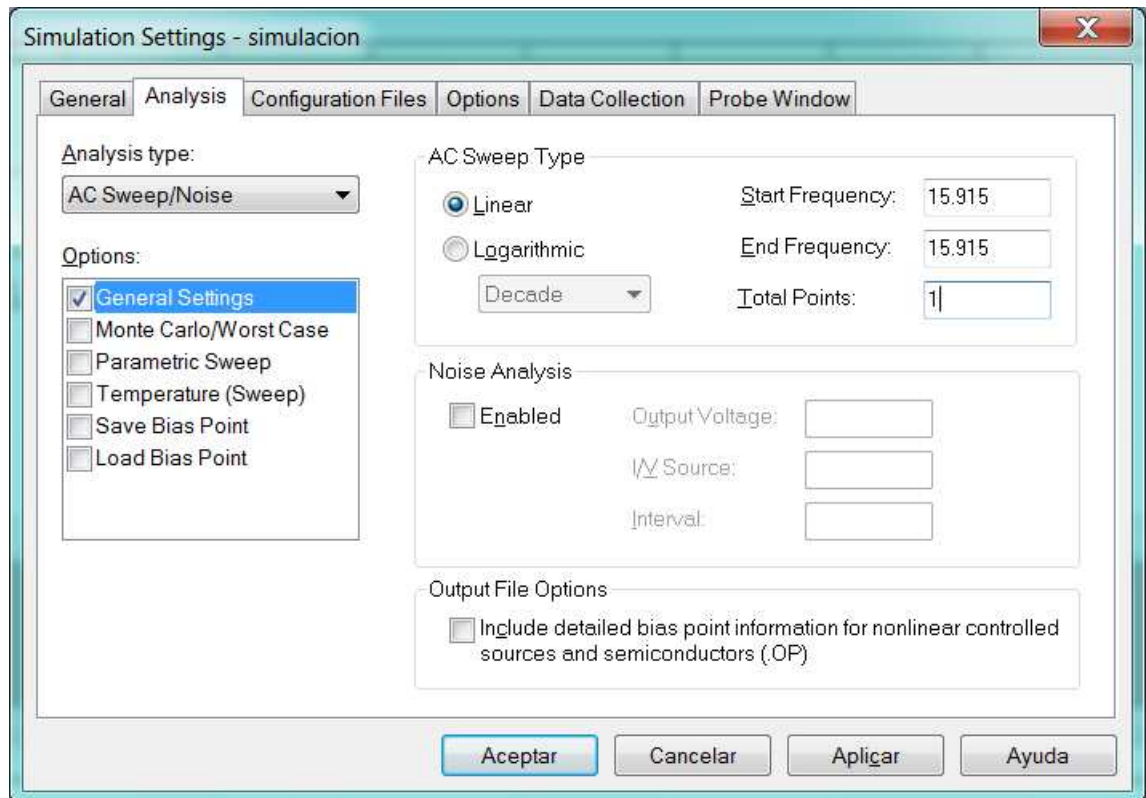 Simulation Settings - simulacion
X
General Analysis Configuration Files Options Data Collection Probe Window
Analysis type:
AC Sweep/Noise
Options:
General Settings
Monte Carlo/Worst Case
Parametric Sweep
Temperature (Sweep)
Save Bias Point
Load Bias Point
AC Sweep Type
Linear
Logarithmic
Decade
Start Frequency: 15.915
End Frequency: 15.915
Total Points: 1
Noise Analysis
Enabled
Output Voltage:
I/V Source:
Interval:
Output File Options
Include detailed bias point information for nonlinear controlled
sources and semiconductors (.OP)
Aceptar Cancelar Aplicar Ayuda